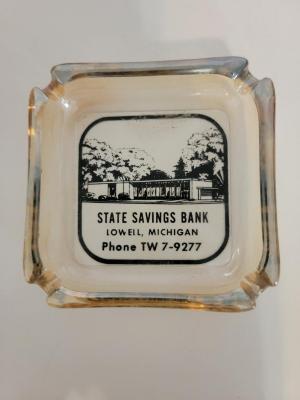 STATE SAVINGS BANK
LOWELL, MICHIGAN
Phone TW 7-9277